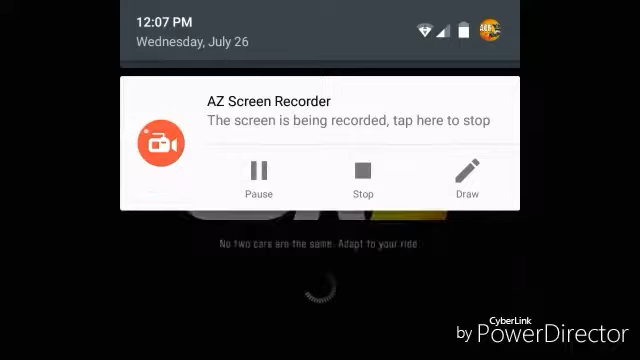 12:07 PM
Wednesday, July 26
AZ Screen Recorder
The screen is being recorded, tap here to stop
Pause
Stop
Draw
No two cars are the same. Adapt to your ride.
CyberLink
by PowerDirector